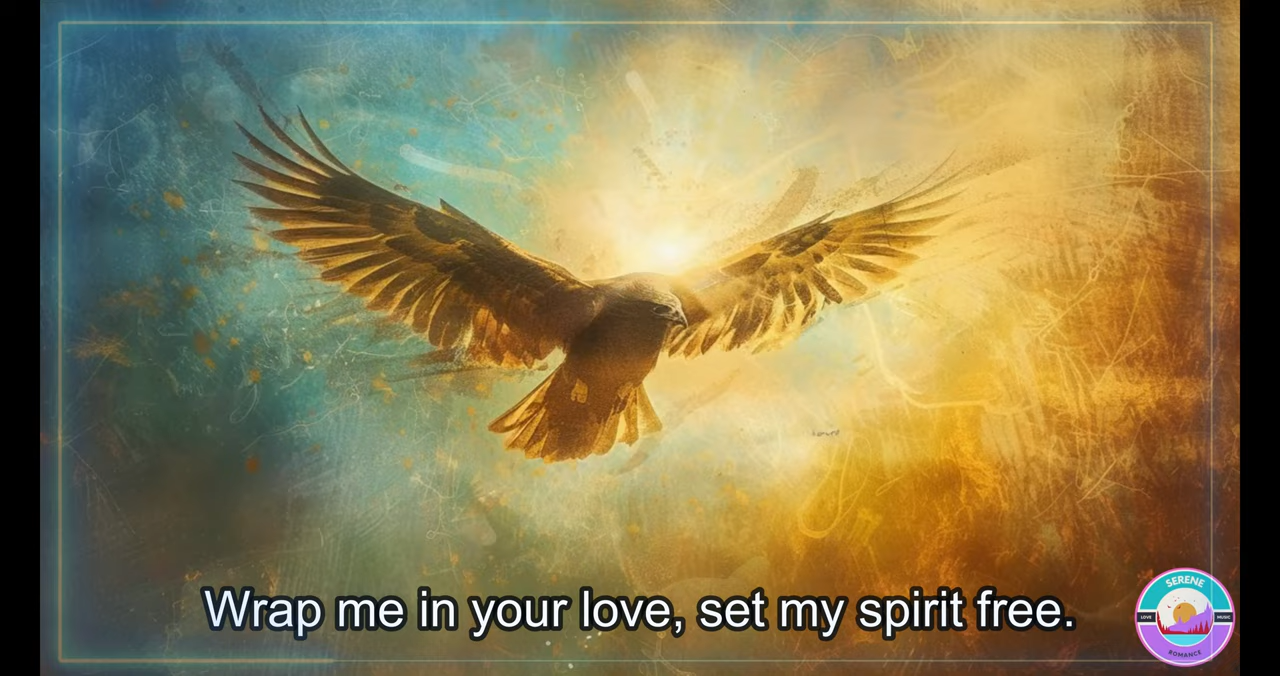 Wrap me in your love, set my spirit free.
SERENE
LOVE
MUSIC
ROMANCE